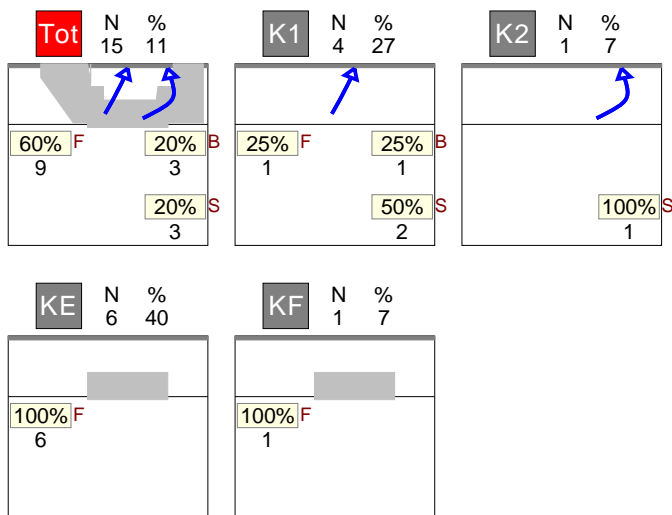 Tot N % K1 N % K2 N %
15 11 4 27 1 7
60% F 20% B 25% F 25% B
9 3 1 1
20% S 50% S 100% S
3 2 1
KE N % KF N %
6 40 1 7
100% F 100% F
6 1